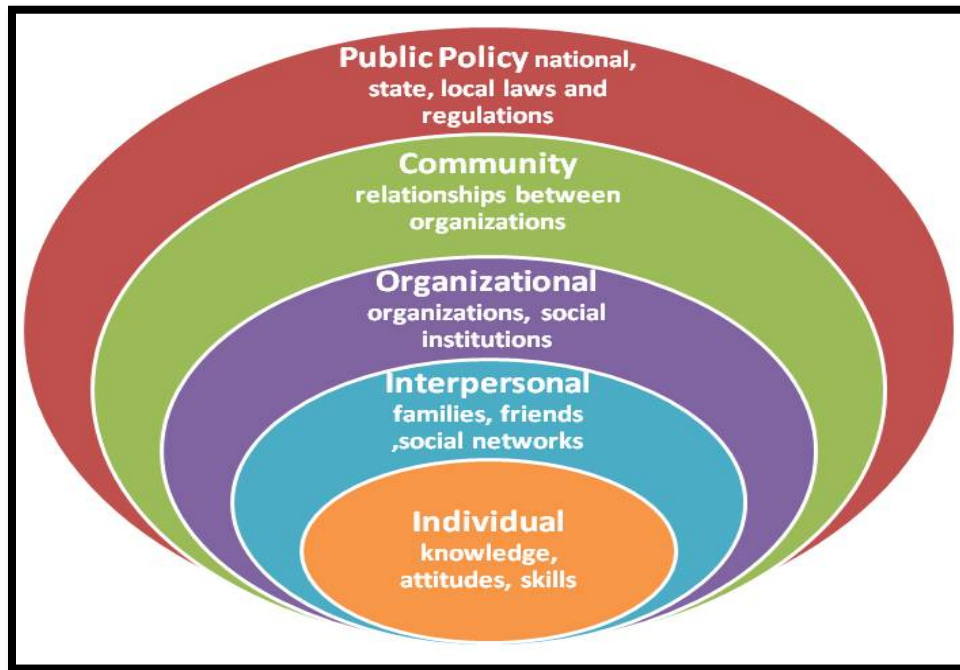 Public Policy national,
state, local laws and
regulations
Community
relationships between
organizations
Organizational
organizations, social
institutions
Interpersonal
families, friends
,social networks
Individual
knowledge,
attitudes, skills